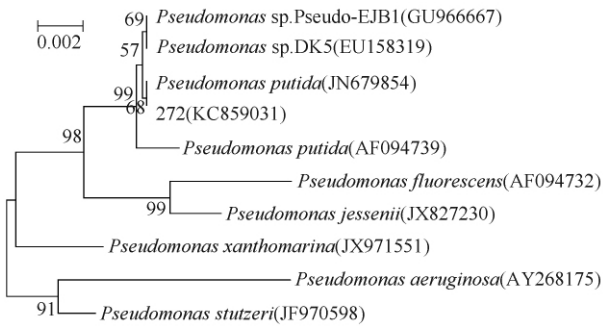 69
Pseudomonas sp.Pseudo-EJB1(GU966667)
0.002
57
Pseudomonas sp.DK5(EU158319)
Pseudomonas putida(JN679854)
99
68
272(KC859031)
98
Pseudomonas putida(AF094739)
Pseudomonas fluorescens(AF094732)
99
Pseudomonas jessenii(JX827230)
Pseudomonas xanthomarina(JX971551)
Pseudomonas aeruginosa(AY268175)
91
Pseudomonas stutzeri(JF970598)